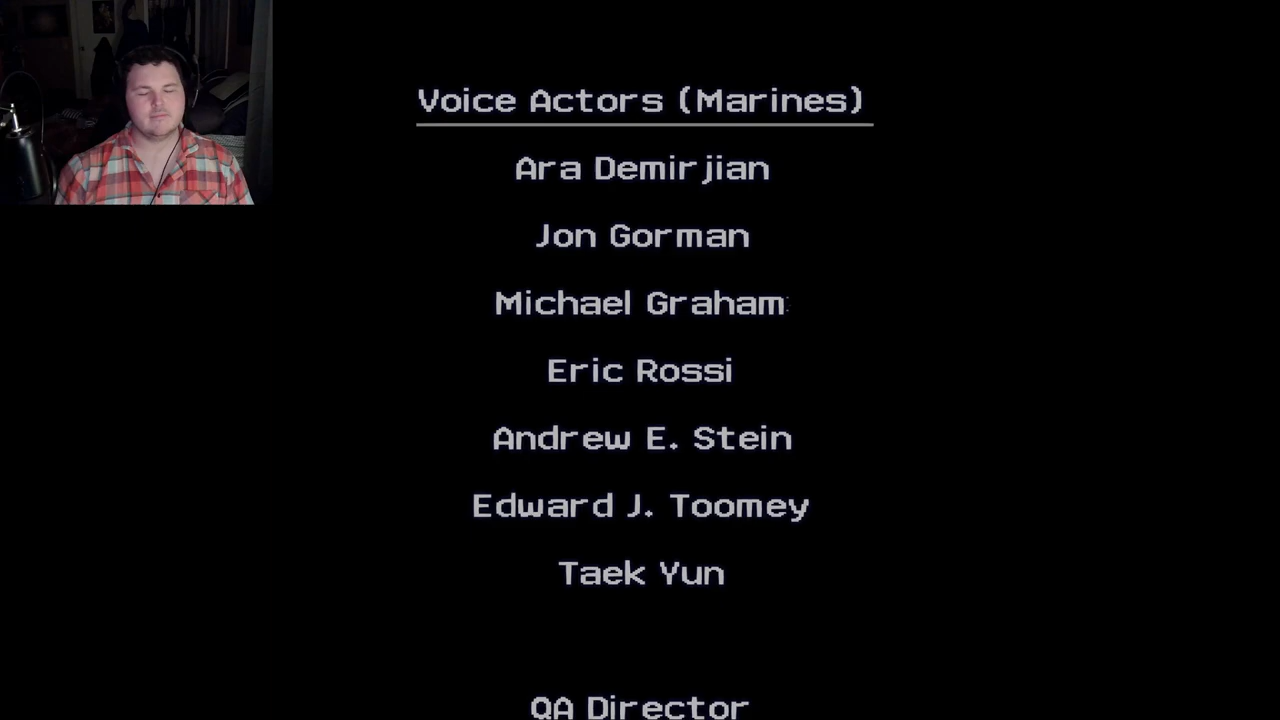 Voice Actors (Marines)
Ara Demirjian
Jon Gorman
Michael Graham
Eric Rossi
Andrew E. Stein
Edward J. Toomey
Taek Yun
QA Director